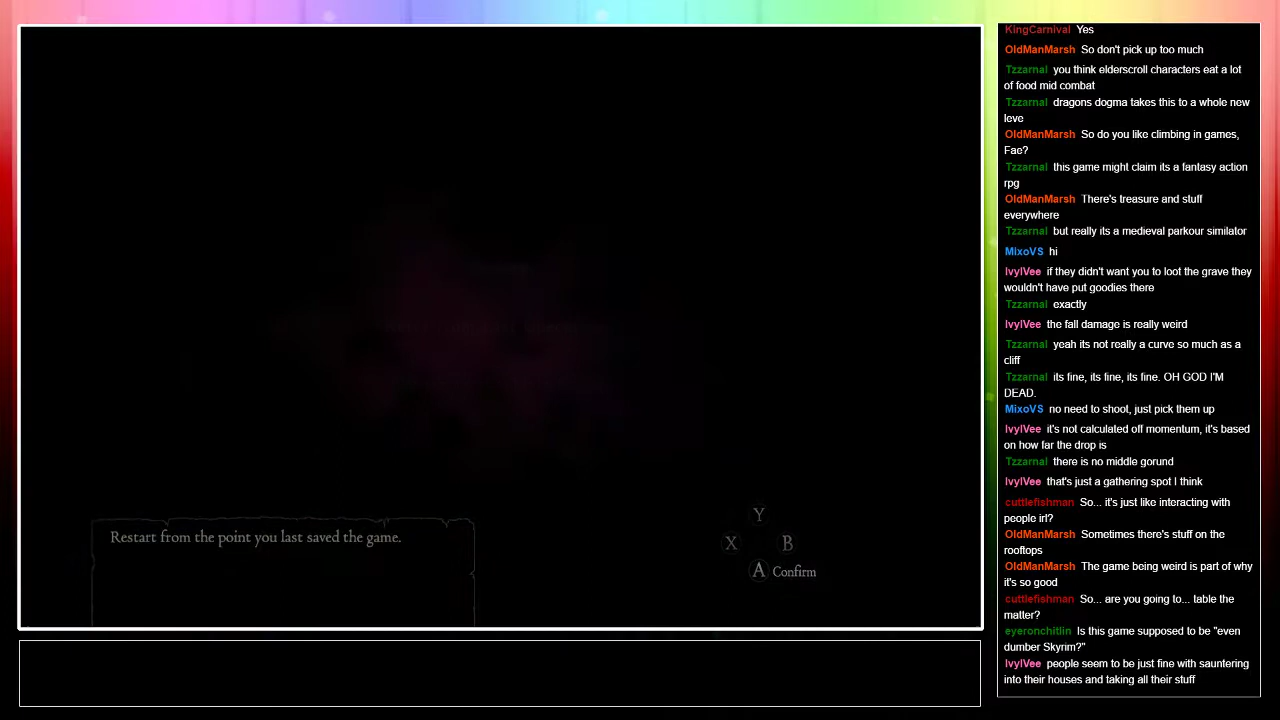 Restart from the point you last saved the game.
Y
X
B
A Confirm
KingCarnival Yes
OldManMarsh So don't pick up too much
Tzzarnal you think elderscroll characters eat a lot
of food mid combat
Tzzarnal dragons dogma takes this to a whole new
leve
OldManMarsh So do you like climbing in games,
Fae?
Tzzarnal this game might claim its a fantasy action
rpg
OldManMarsh There's treasure and stuff
everywhere
Tzzarnal but really its a medieval parkour similator
MixoVS hi
IvyIVee if they didn't want you to loot the grave they
wouldn't have put goodies there
Tzzarnal exactly
IvyIVee the fall damage is really weird
Tzzarnal yeah its not really a curve so much as a
cliff
Tzzarnal its fine, its fine, its fine. OH GOD I'M
DEAD.
MixoVS no need to shoot, just pick them up
IvyIVee it's not calculated off momentum, it's based
on how far the drop is
Tzzarnal there is no middle gorund
IvyIVee that's just a gathering spot I think
cuttlefishman So... it's just like interacting with
people irl?
OldManMarsh Sometimes there's stuff on the
rooftops
OldManMarsh The game being weird is part of why
it's so good
cuttlefishman So... are you going to... table the
matter?
eyeronchitlin Is this game supposed to be "even
dumber Skyrim?"
IvyIVee people seem to be just fine with sauntering
into their houses and taking all their stuff